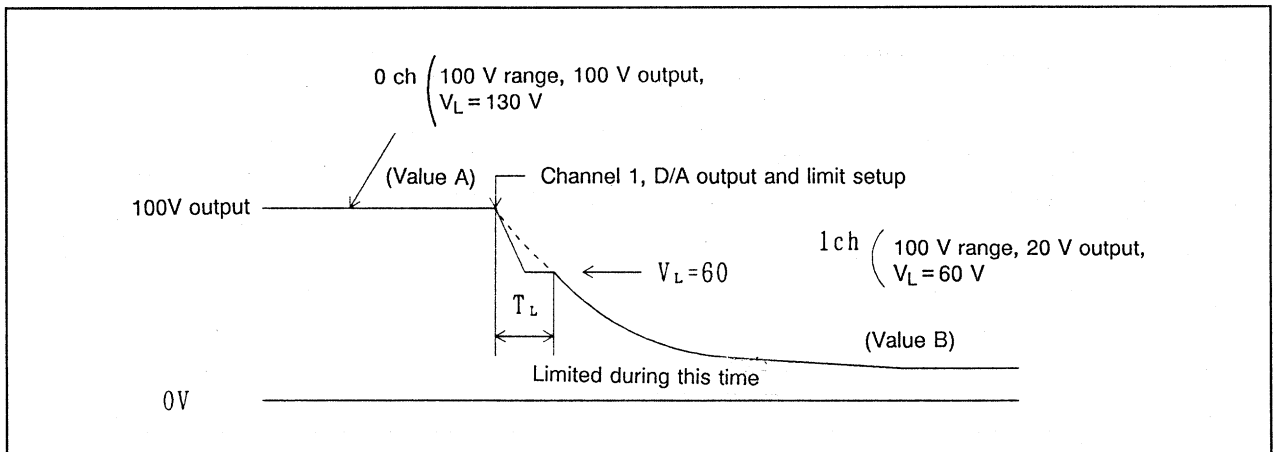 0 ch ( 100 V range, 100 V output,
V_L = 130 V
(Value A)
Channel 1, D/A output and limit setup
100V output
1ch ( 100 V range, 20 V output,
V_L = 60 V
V_L=60
T_L
(Value B)
Limited during this time
0V